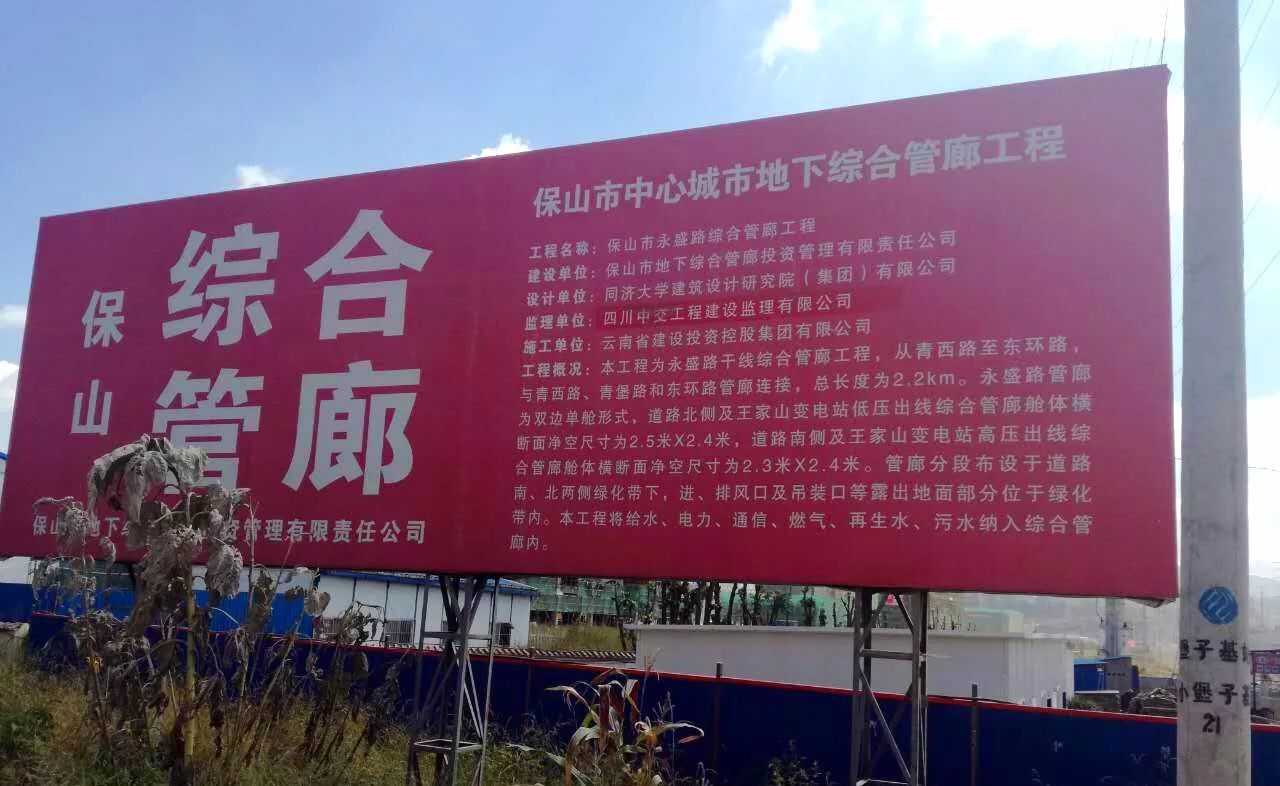 保山
综合
管廊
保山 地下 资管理有限责任公司
保山市中心城市地下综合管廊工程
工程名称：保山市永盛路综合管廊工程
建设单位：保山市地下综合管廊投资管理有限责任公司
设计单位：同济大学建筑设计研究院（集团）有限公司
监理单位：四川中交工程建设监理有限公司
施工单位：云南省建设投资控股集团有限公司
工程概况：本工程为永盛路干线综合管廊工程，从青西路至东环路，
与青西路、青堡路和东环路管廊连接，总长度为2.2km。永盛路管廊
为双边单舱形式，道路北侧及王家山变电站低压出线综合管廊舱体横
断面净空尺寸为2.5米X2.4米，道路南侧及王家山变电站高压出线综
合管廊舱体横断面净空尺寸为2.3米X2.4米。管廊分段布设于道路
南、北两侧绿化带下，进、排风口及吊装口等露出地面部分位于绿化
带内。本工程将给水、电力、通信、燃气、再生水、污水纳入综合管
廊内。
堡子基
小堡子基
21